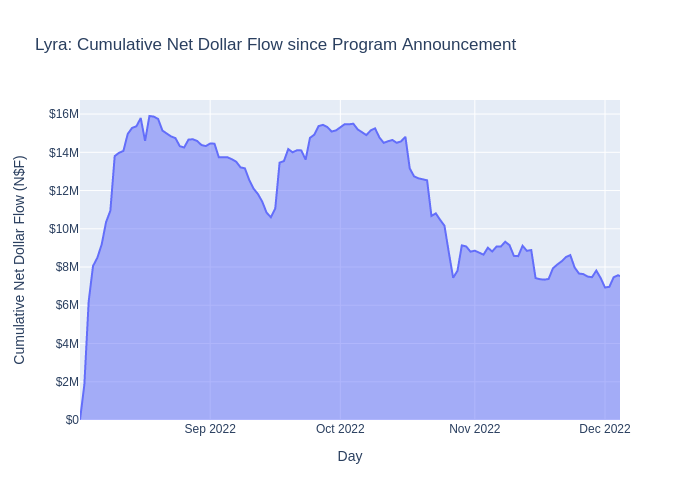 Lyra: Cumulative Net Dollar Flow since Program Announcement
Cumulative Net Dollar Flow (N$F)
$16M
$14M
$12M
$10M
$8M
$6M
$4M
$2M
$0
Sep 2022 Oct 2022 Nov 2022 Dec 2022
Day